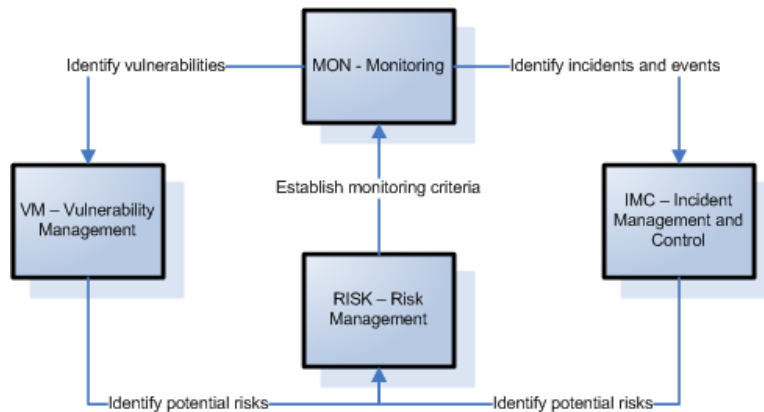 MON - Monitoring
Identify vulnerabilities
Identify incidents and events
VM – Vulnerability
Management
Establish monitoring criteria
IMC – Incident
Management and
Control
RISK – Risk
Management
Identify potential risks
Identify potential risks